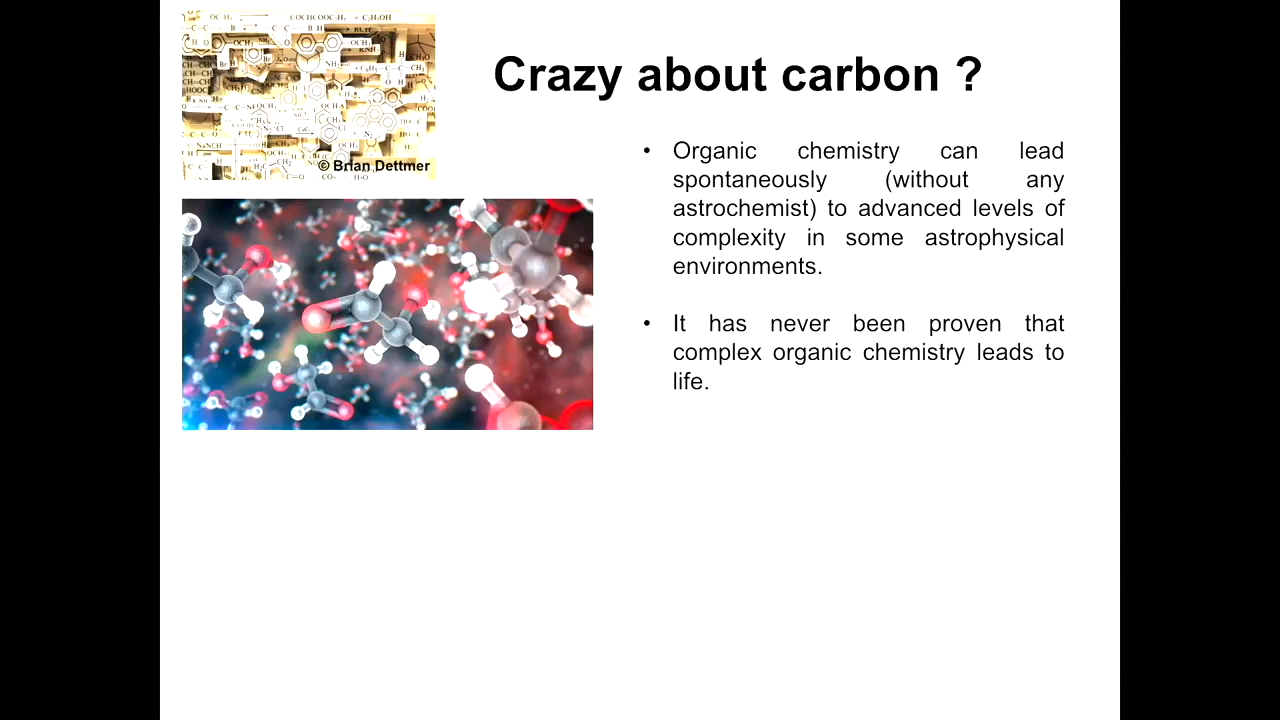 Crazy about carbon ?
© Brian Dettmer
• Organic chemistry can lead
spontaneously (without any
astrochemist) to advanced levels of
complexity in some astrophysical
environments.
• It has never been proven that
complex organic chemistry leads to
life.